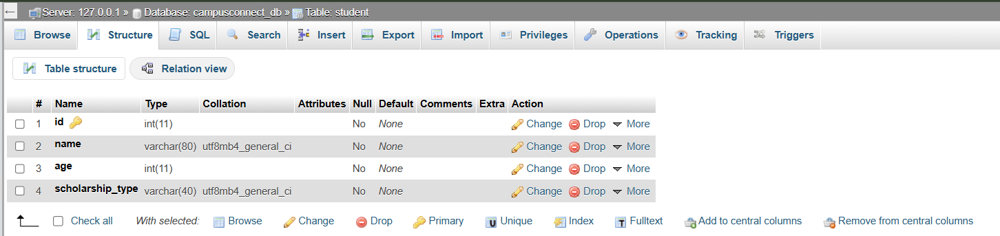 Server: 127.0.0.1 » Database: campusconnect_db » Table: student
Browse Structure SQL Search Insert Export Import Privileges Operations Tracking Triggers
Table structure Relation view
# Name Type Collation Attributes Null Default Comments Extra Action
1 id int(11) No None Change Drop More
2 name varchar(80) utf8mb4_general_ci No None Change Drop More
3 age int(11) No None Change Drop More
4 scholarship_type varchar(40) utf8mb4_general_ci No None Change Drop More
Check all With selected: Browse Change Drop Primary Unique Index Fulltext Add to central columns Remove from central columns